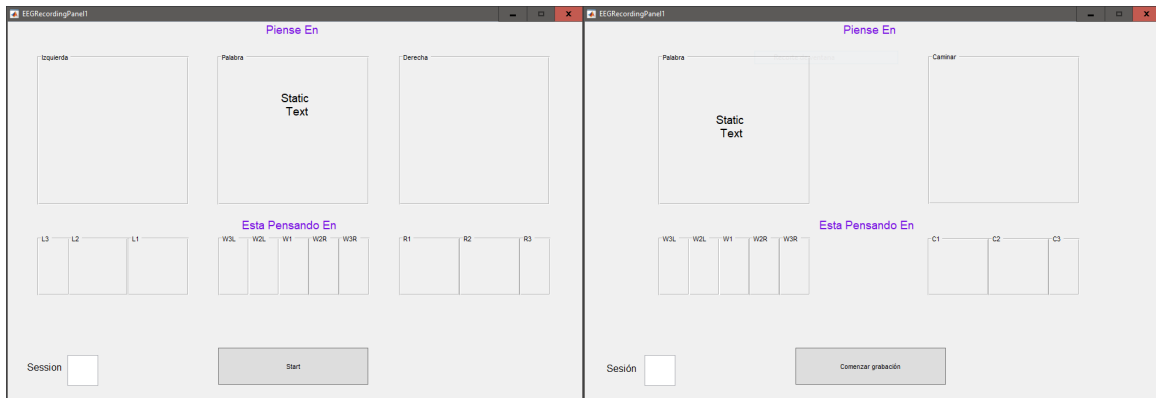 EEGRecordingPanel1
Piense En
Izquierda
Palabra
Derecha
Static
Text
Esta Pensando En
L3 L2 L1
W3L W2L W1 W2R W3R
R1 R2 R3
Session
Start
EEGRecordingPanel1
Piense En
Palabra
Caminar
Static
Text
Esta Pensando En
W3L W2L W1 W2R W3R
C1 C2 C3
Sesión
Comenzar grabación